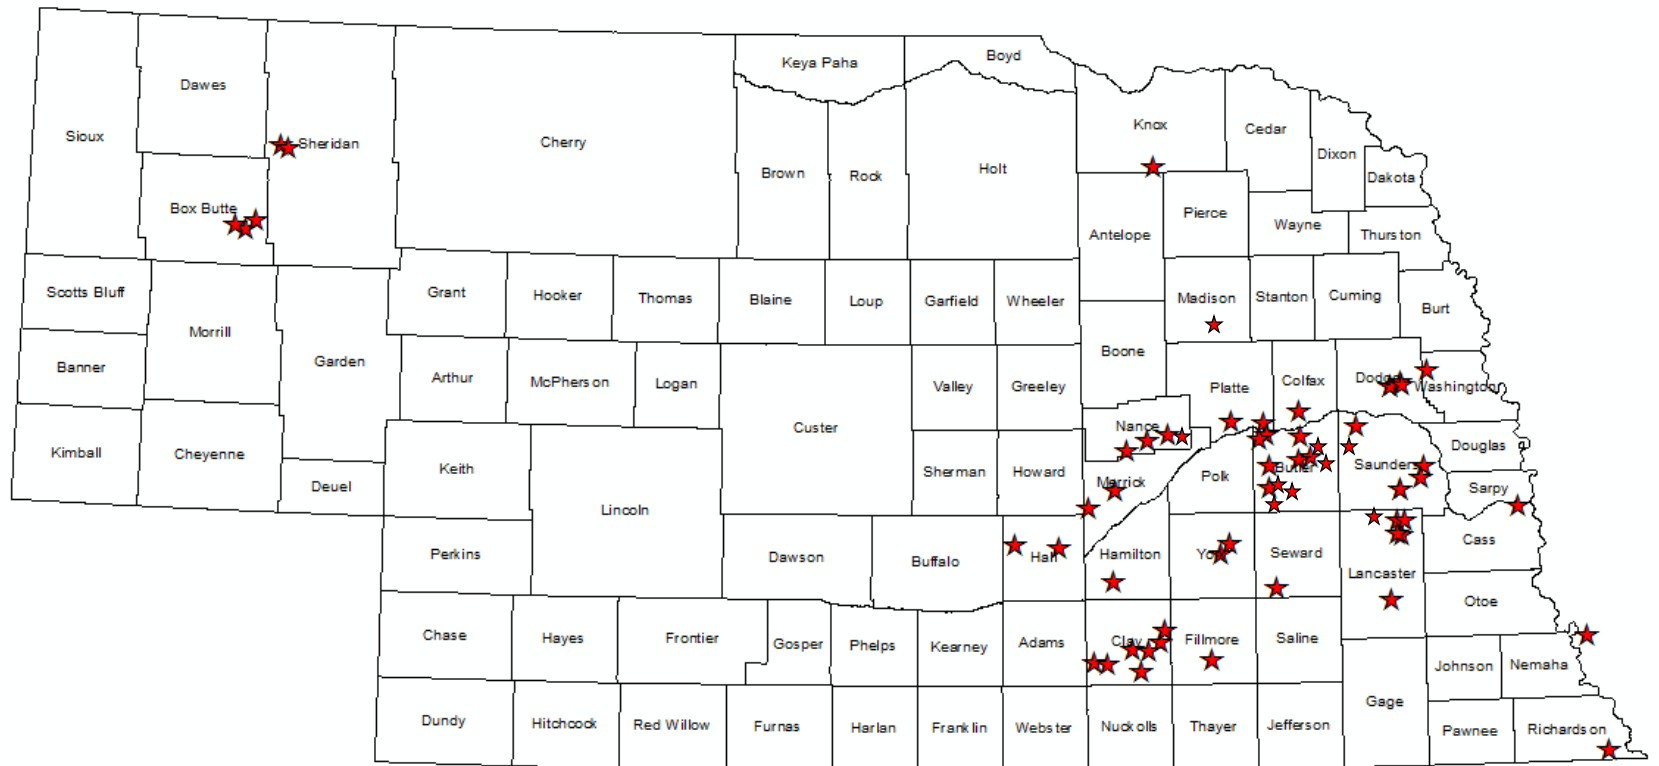 Keya Paha
Boyd
Dawes
Sioux
Sheridan
Cherry
Knox
Cedar
Dixon
Dakota
Brown
Rock
Holt
Box Butte
Pierce
Wayne
Antelope
Thurston
Scotts Bluff
Grant
Hooker
Thomas
Blaine
Loup
Garfield
Wheeler
Madison
Stanton
Cuming
Burt
Morrill
Garden
Boone
Banner
Arthur
McPherson
Logan
Valley
Greeley
Platte
Colfax
Dodge
Washington
Custer
Nance
Kimball
Cheyenne
Keith
Sherman
Howard
Merrick
Polk
Butler
Saunders
Douglas
Deuel
Sarpy
Lincoln
Perkins
Dawson
Buffalo
Hall
Hamilton
York
Seward
Cass
Lancaster
Otoe
Chase
Hayes
Frontier
Gosper
Phelps
Kearney
Adams
Clay
Fillmore
Saline
Johnson
Nemaha
Dundy
Hitchcock
Red Willow
Furnas
Harlan
Franklin
Webster
Nuckolls
Thayer
Jefferson
Gage
Pawnee
Richardson